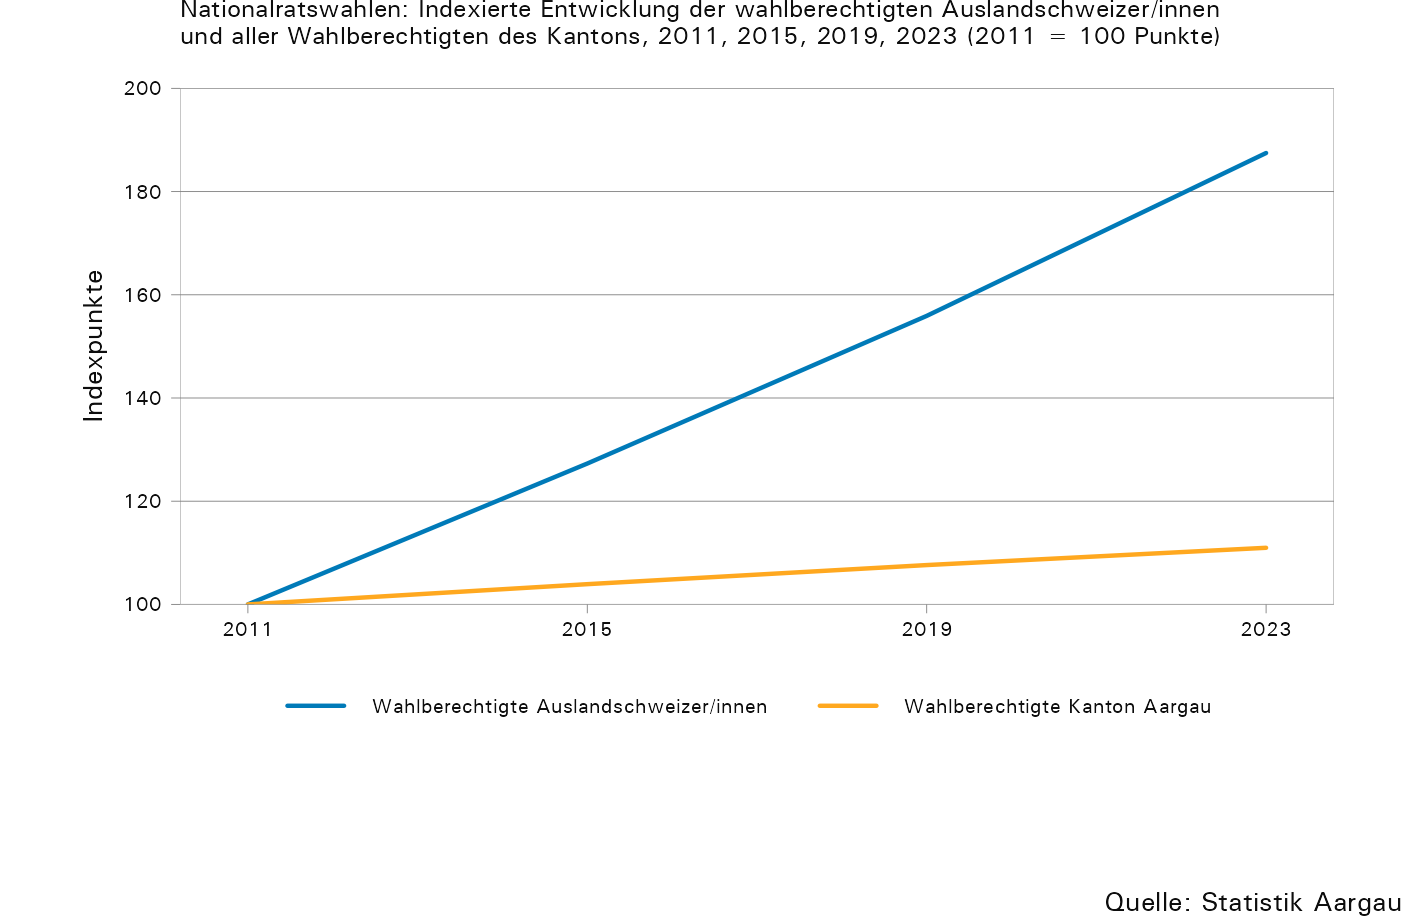 Nationalratswahlen: Indexierte Entwicklung der wahlberechtigten Auslandschweizer/innen
und aller Wahlberechtigten des Kantons, 2011, 2015, 2019, 2023 (2011 = 100 Punkte)
200
180
160
140
120
100
Indexpunkte
2011 2015 2019 2023
Wahlberechtigte Auslandschweizer/innen Wahlberechtigte Kanton Aargau
Quelle: Statistik Aargau